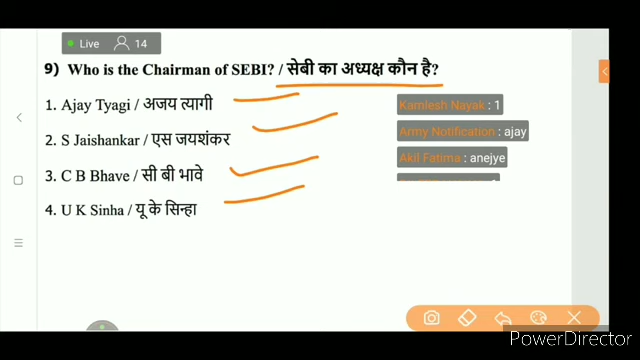 Live 14
9) Who is the Chairman of SEBI? / सेबी का अध्यक्ष कौन है?
1. Ajay Tyagi / अजय त्यागी
2. S Jaishankar / एस जयशंकर
3. C B Bhave / सी बी भावे
4. U K Sinha / यू के सिन्हा
Kamlesh Nayak : 1
Army Notification : ajay
Akil Fatima : anejye
PowerDirector